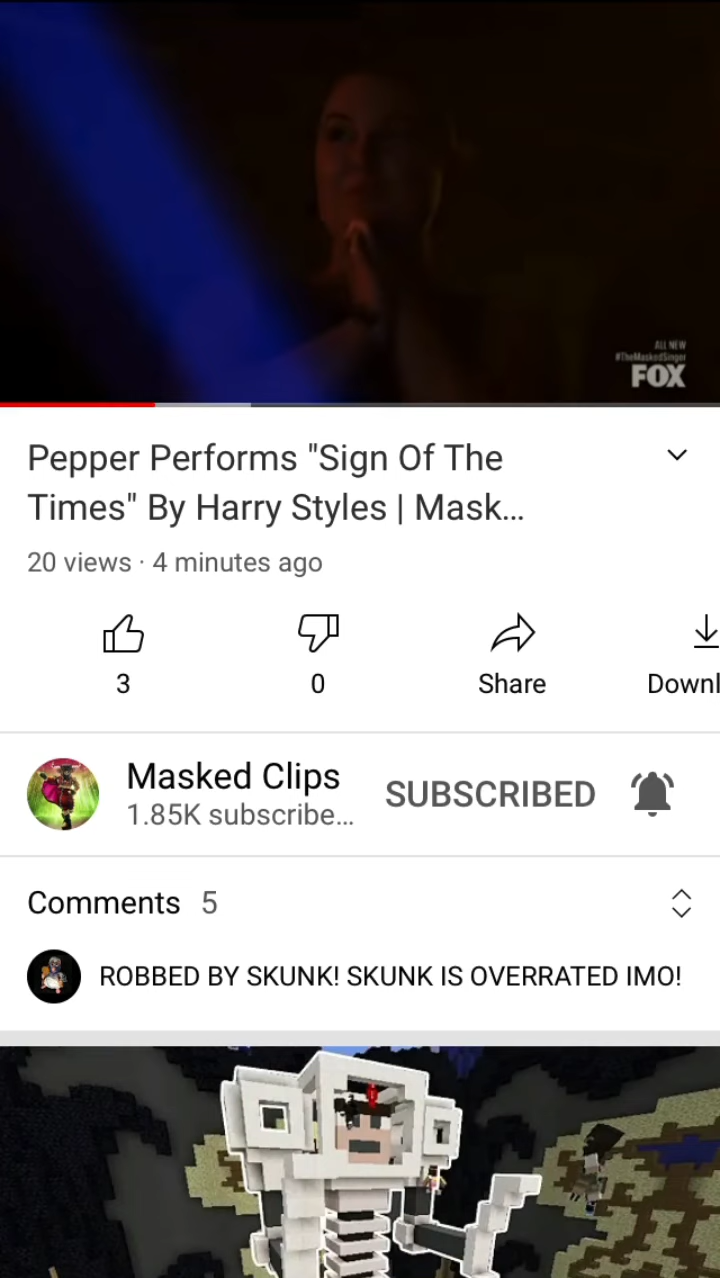 ALL NEW
#TheMaskedSinger
FOX
Pepper Performs "Sign Of The
Times" By Harry Styles | Mask...
20 views · 4 minutes ago
3
0
Share
Downl
Masked Clips
1.85K subscribe...
SUBSCRIBED
Comments 5
ROBBED BY SKUNK! SKUNK IS OVERRATED IMO!